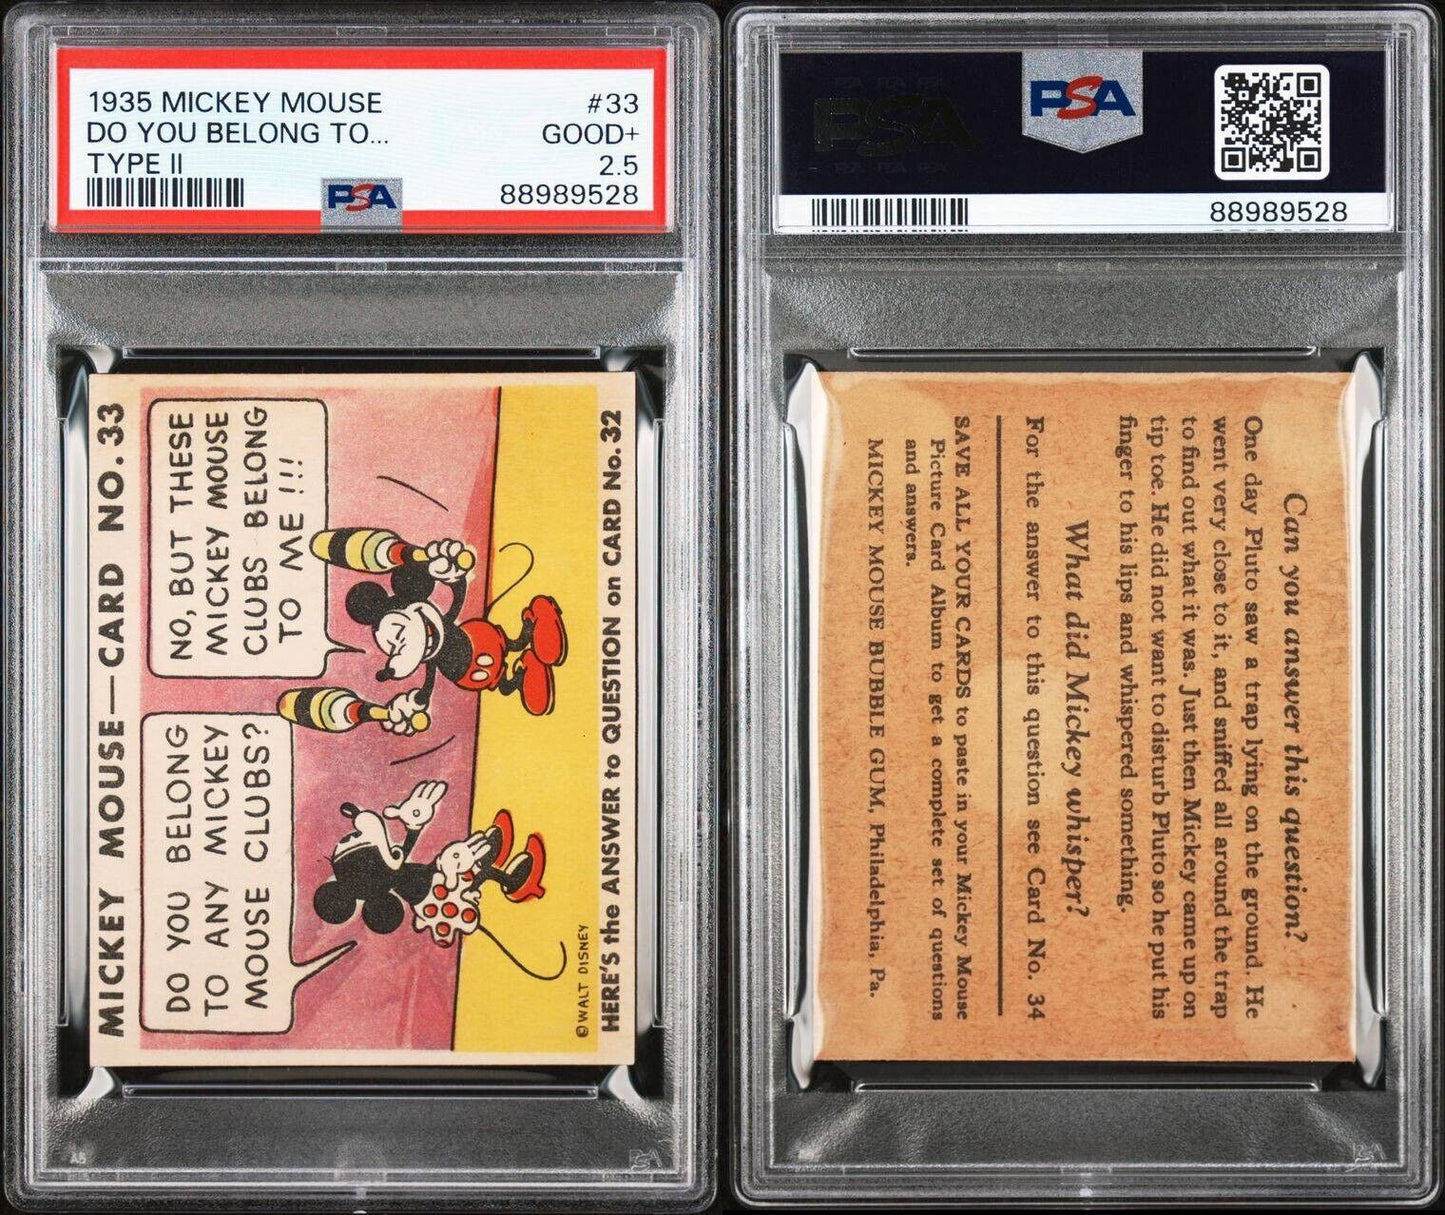 1935 MICKEY MOUSE #33
DO YOU BELONG TO... GOOD+
TYPE II 2.5
PSA 88989528
MICKEY MOUSE—CARD NO. 33
DO YOU BELONG
TO ANY MICKEY
MOUSE CLUBS?
NO, BUT THESE
MICKEY MOUSE
CLUBS BELONG
TO ME!!!
© WALT DISNEY
HERE'S the ANSWER to QUESTION on CARD No. 32
PSA
PSA
88989528
Can you answer this question?
One day Pluto saw a trap lying on the ground. He
went very close to it, and sniffed all around the trap
to find out what it was. Just then Mickey came up on
tip toe. He did not want to disturb Pluto so he put his
finger to his lips and whispered something.
What did Mickey whisper?
For the answer to this question see Card No. 34
SAVE ALL YOUR CARDS to paste in your Mickey Mouse
Picture Card Album to get a complete set of questions
and answers.
MICKEY MOUSE BUBBLE GUM, Philadelphia, Pa.
A5
PSA
PSA